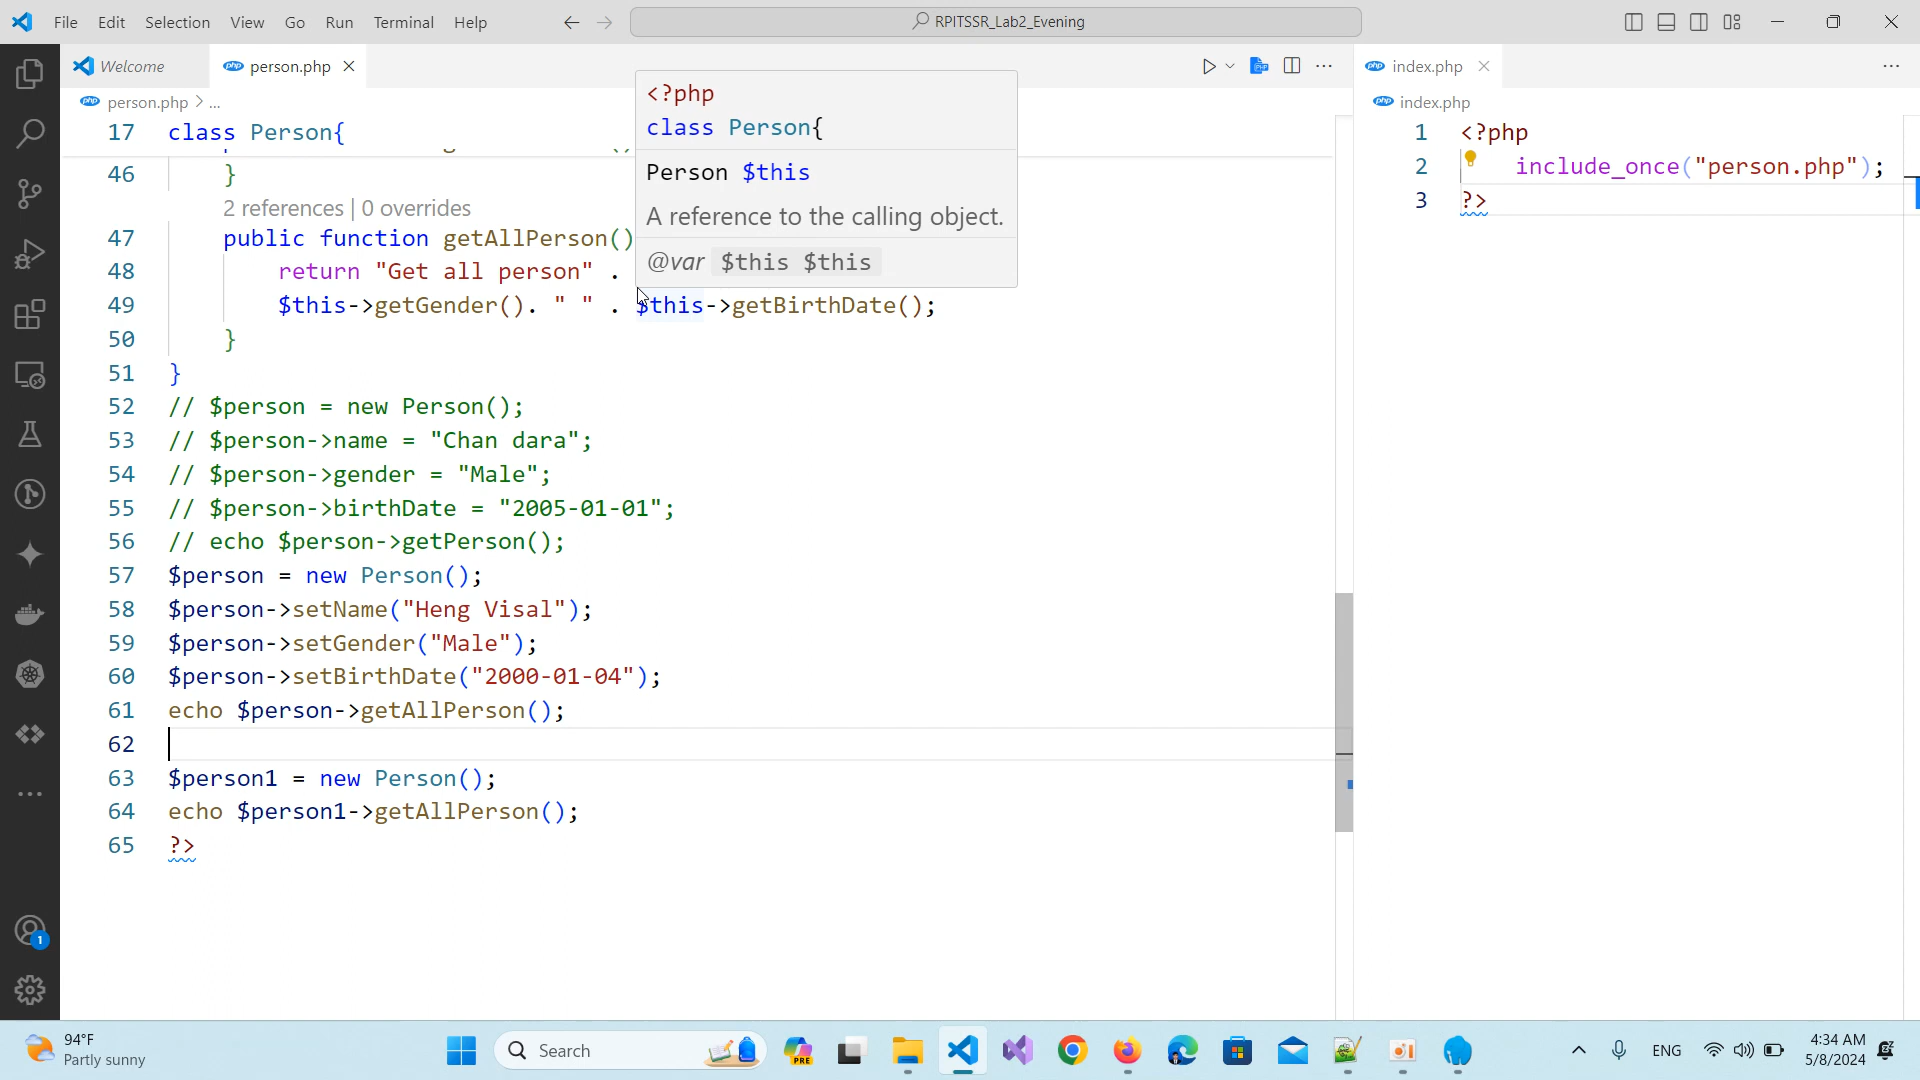 File Edit Selection View Go Run Terminal Help
RPITSSR_Lab2_Evening
Welcome
person.php
index.php
person.php > ...
index.php
17 class Person{
46 }
2 references | 0 overrides
47 public function getAllPerson()
48 return "Get all person" .
49 $this->getGender(). " " . $this->getBirthDate();
50 }
51 }
52 // $person = new Person();
53 // $person->name = "Chan dara";
54 // $person->gender = "Male";
55 // $person->birthDate = "2005-01-01";
56 // echo $person->getPerson();
57 $person = new Person();
58 $person->setName("Heng Visal");
59 $person->setGender("Male");
60 $person->setBirthDate("2000-01-04");
61 echo $person->getAllPerson();
62
63 $person1 = new Person();
64 echo $person1->getAllPerson();
65 ?>
<?php
class Person{
Person $this
A reference to the calling object.
@var $this $this
1 <?php
2 include_once("person.php");
3 ?>
1
94°F
Partly sunny
Search
PRE
ENG
4:34 AM
5/8/2024